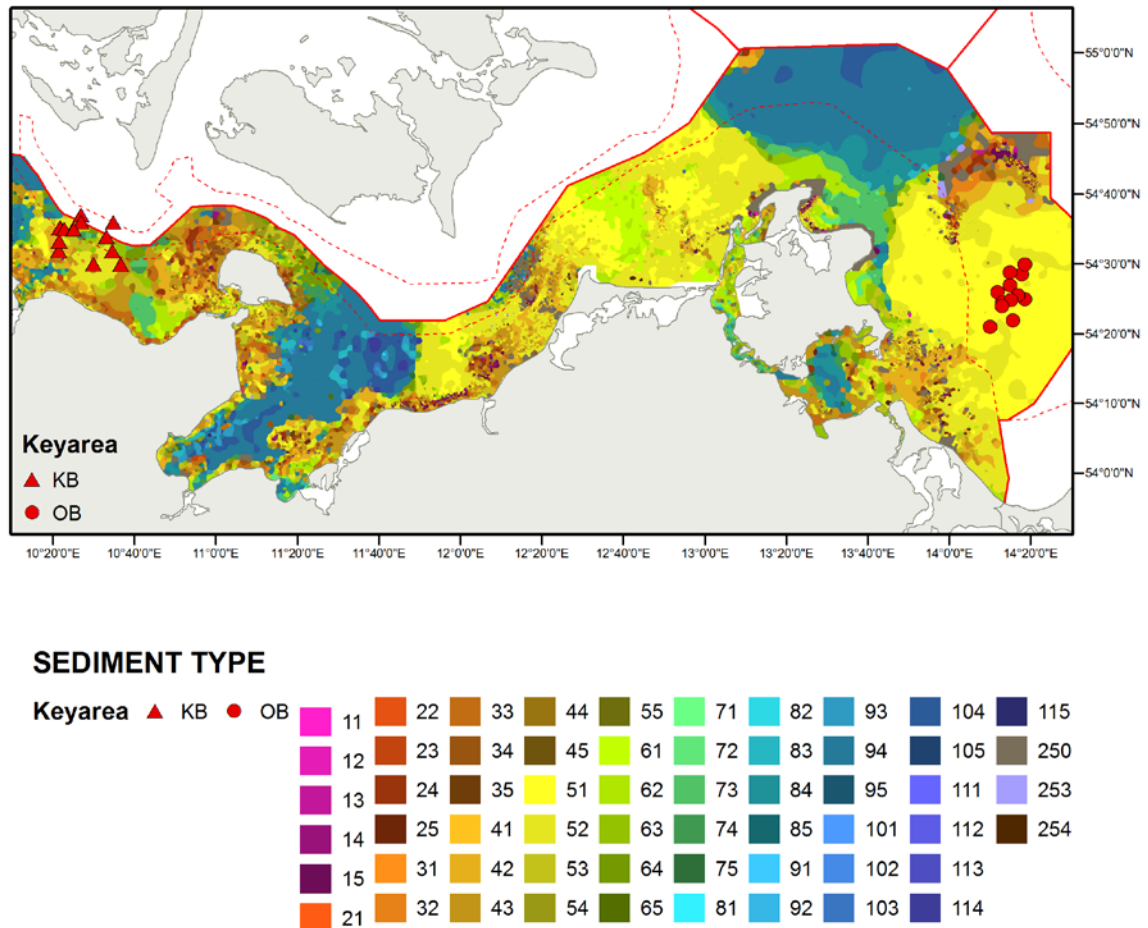 55°0'0"N
54°50'0"N
54°40'0"N
54°30'0"N
54°20'0"N
54°10'0"N
54°0'0"N
Keyarea
KB
OB
10°20'0"E 10°40'0"E 11°0'0"E 11°20'0"E 11°40'0"E 12°0'0"E 12°20'0"E 12°40'0"E 13°0'0"E 13°20'0"E 13°40'0"E 14°0'0"E 14°20'0"E
SEDIMENT TYPE
Keyarea KB OB
11 22 33 44 55 71 82 93 104 115
12 23 34 45 61 72 83 94 105 250
13 24 35 51 62 73 84 95 111 253
14 25 41 52 63 74 85 101 112 254
15 31 42 53 64 75 91 102 113
21 32 43 54 65 81 92 103 114